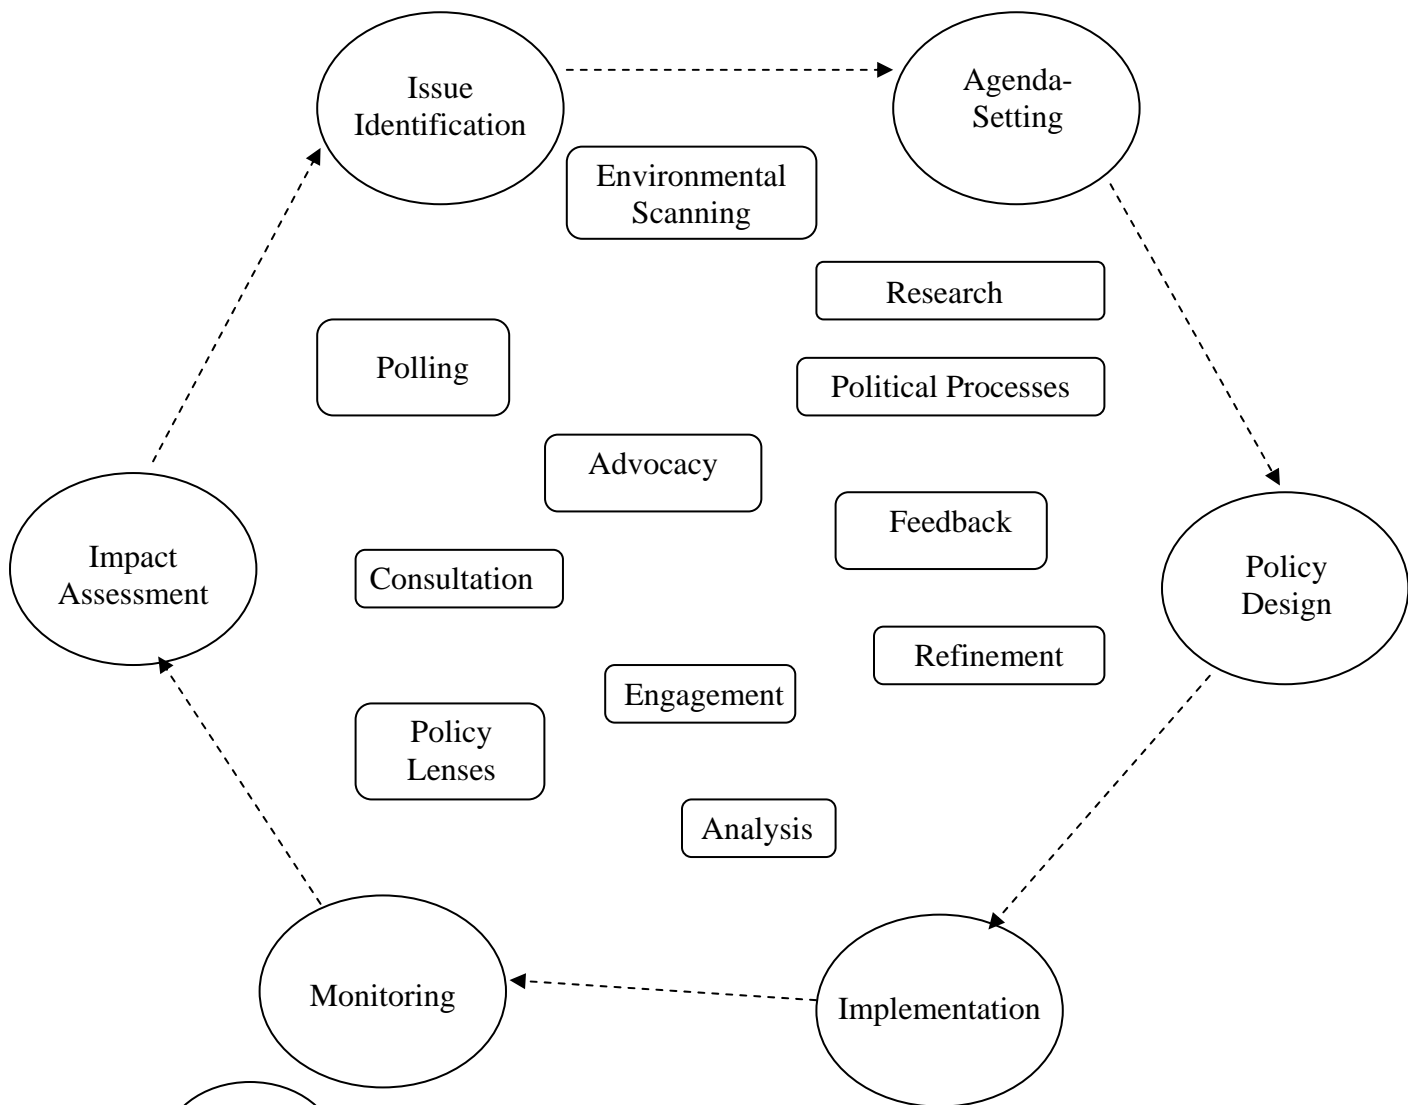 Issue
Identification
Agenda-
Setting
Environmental
Scanning
Research
Polling
Political Processes
Advocacy
Feedback
Impact
Assessment
Consultation
Policy
Design
Refinement
Engagement
Policy
Lenses
Analysis
Monitoring
Implementation